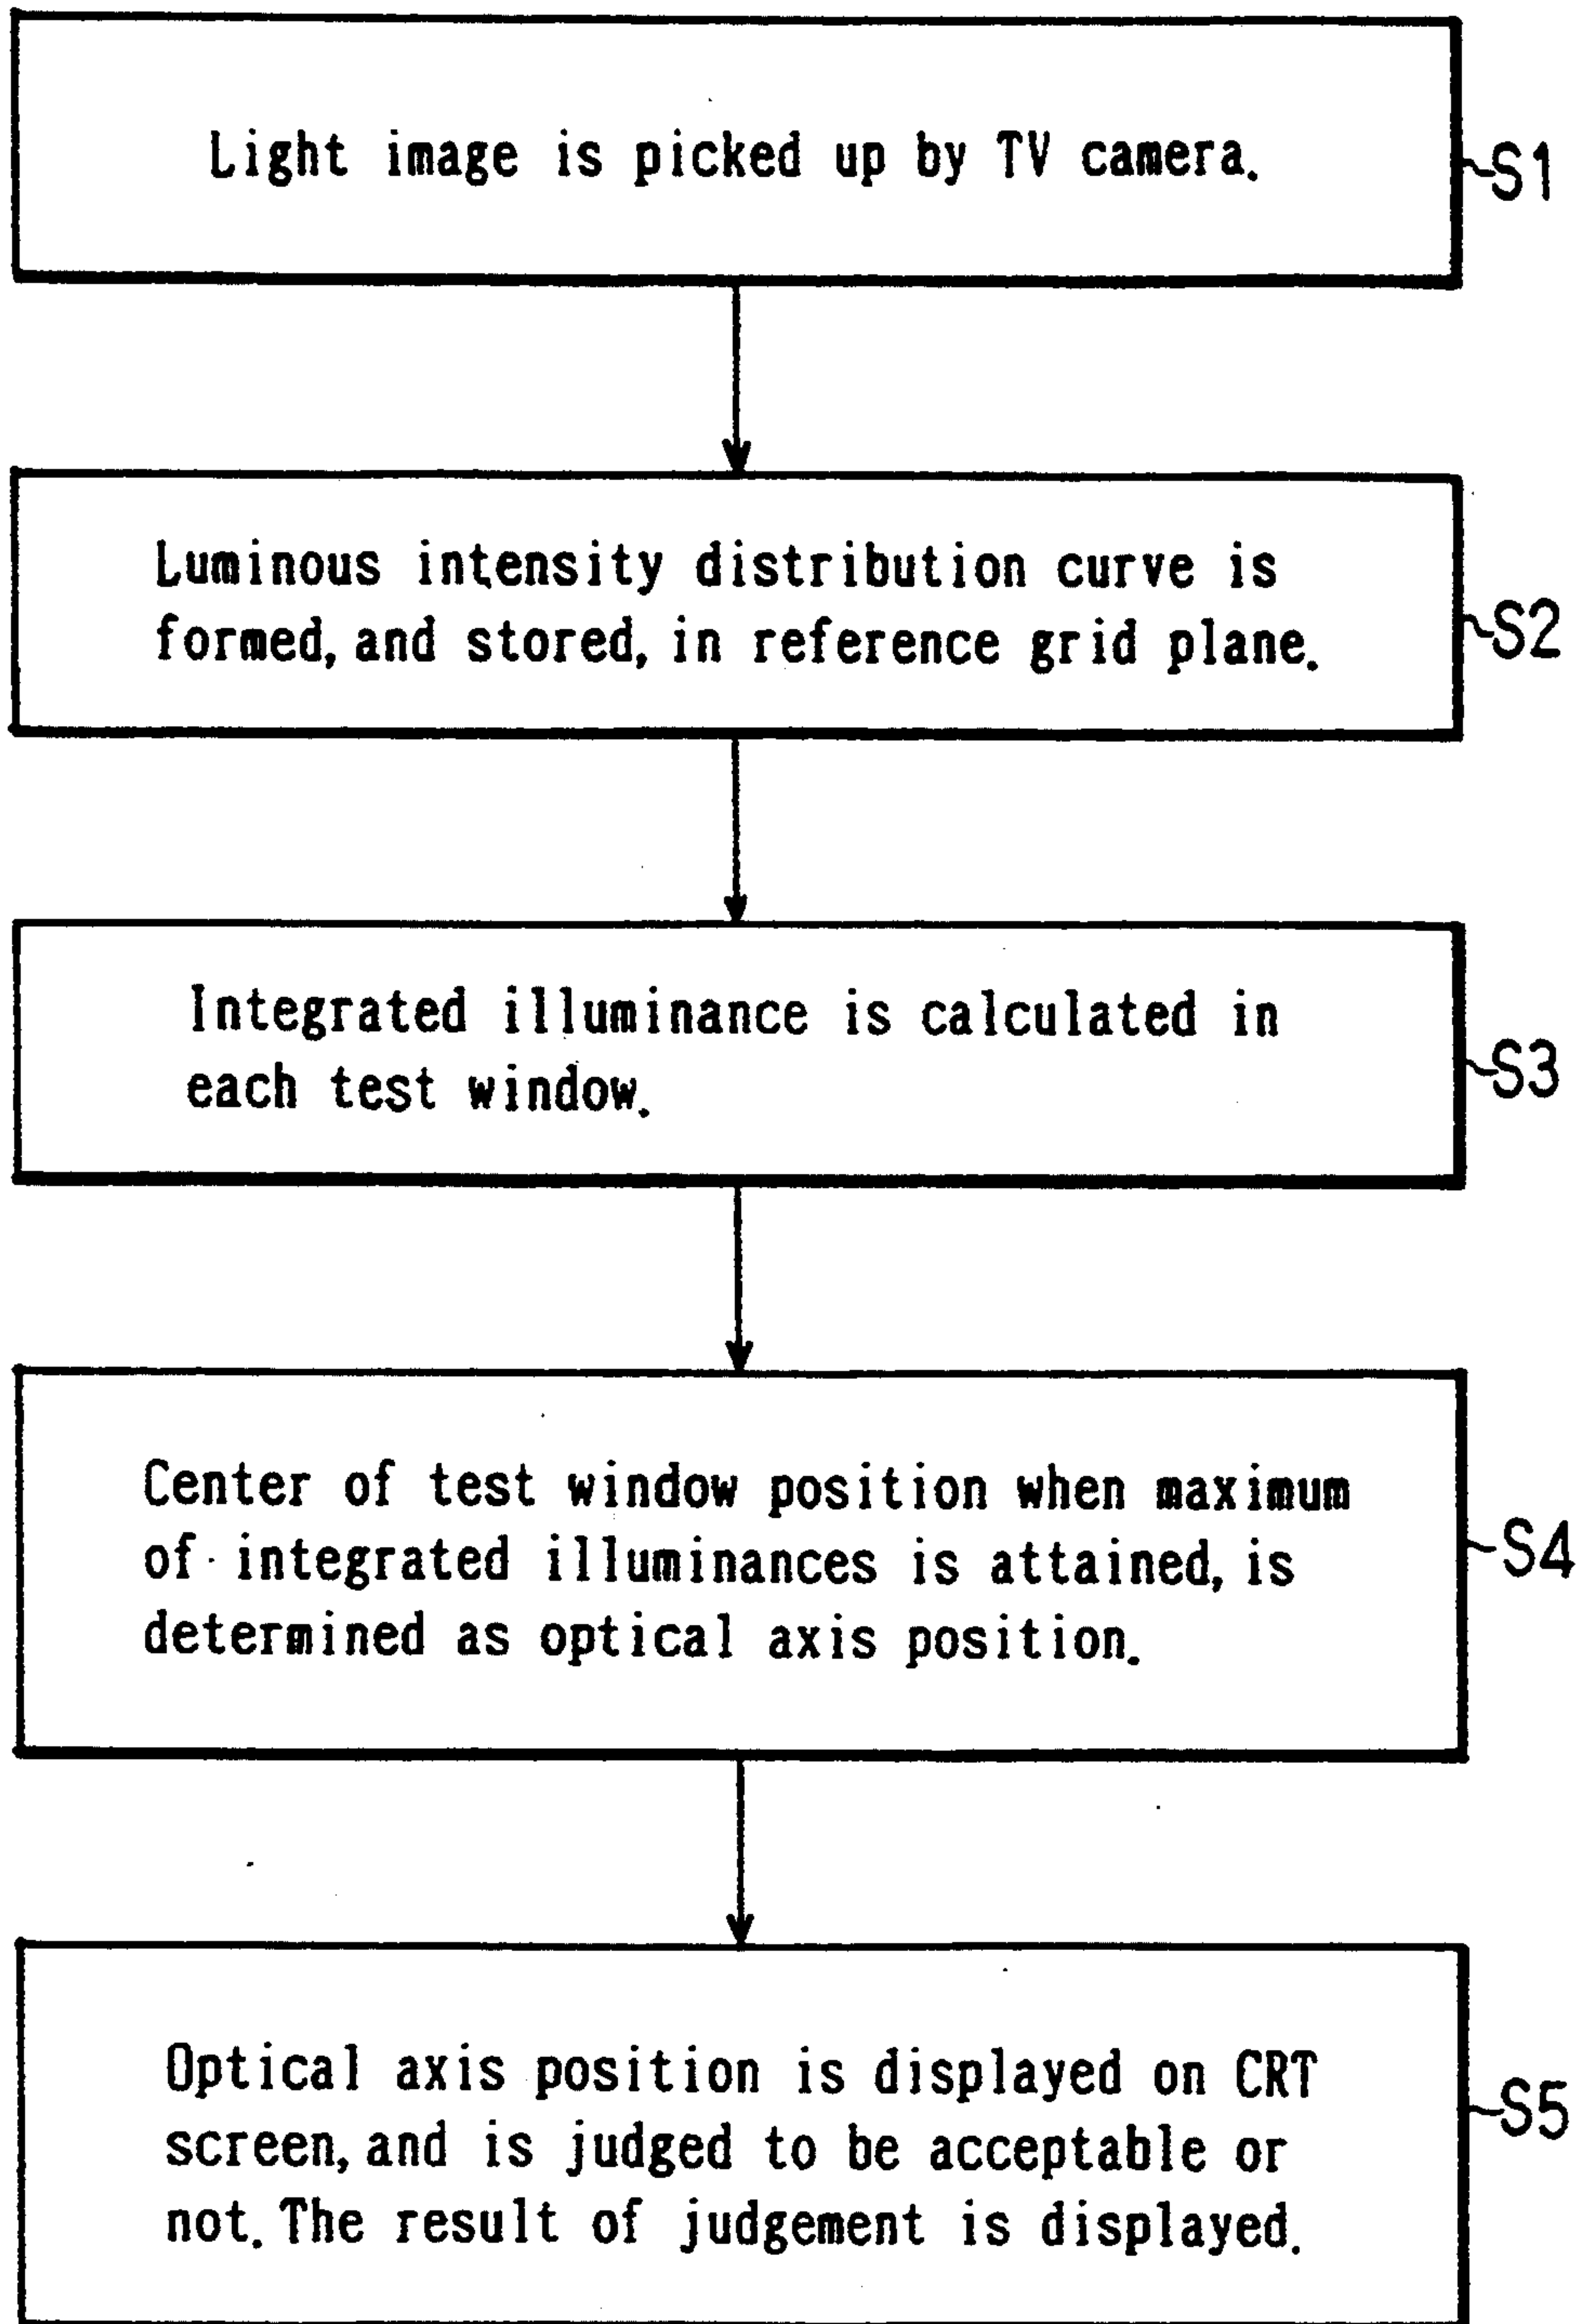 Light image is picked up by TV camera.
S1
Luminous intensity distribution curve is
formed, and stored, in reference grid plane.
S2
Integrated illuminance is calculated in
each test window.
S3
Center of test window position when maximum
of integrated illuminances is attained, is
determined as optical axis position.
S4
Optical axis position is displayed on CRT
screen, and is judged to be acceptable or
not. The result of judgement is displayed.
S5